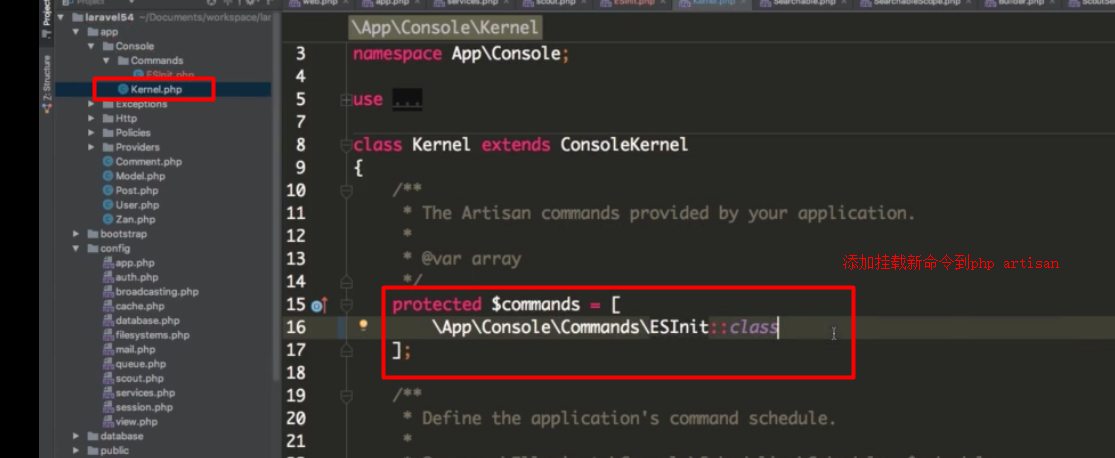 web.php
app.php
services.php
scout.php
ESInit.php
Kernel.php
Searchable.php
SearchableScope.php
Builder.php
Project
laravel54 ~/Documents/workspace/lar
app
Console
Commands
ESInit.php
Kernel.php
Exceptions
Http
Policies
Providers
Comment.php
Model.php
Post.php
User.php
Zan.php
bootstrap
config
app.php
auth.php
broadcasting.php
cache.php
database.php
filesystems.php
mail.php
queue.php
scout.php
services.php
session.php
view.php
database
public
Z: Structure
\App\Console\Kernel
3 namespace App\Console;
4
5 use ...
7
8 class Kernel extends ConsoleKernel
9 {
10 /**
11 * The Artisan commands provided by your application.
12 *
13 * @var array
14 */
15 protected $commands = [
16 \App\Console\Commands\ESInit::class
17 ];
18
19 /**
20 * Define the application's command schedule.
21 *
添加挂载新命令到php artisan